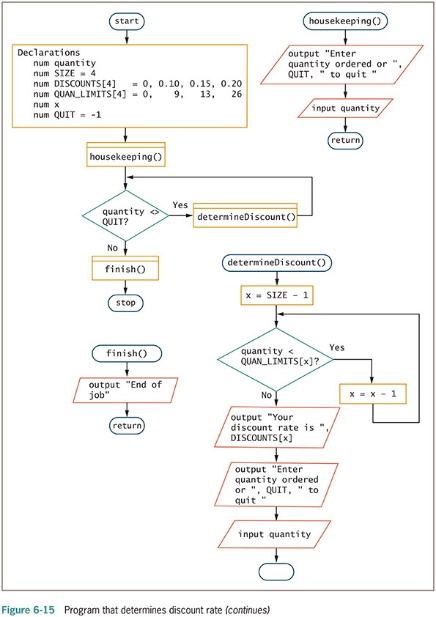 start
Declarations
num quantity
num SIZE = 4
num DISCOUNTS[4] = 0, 0.10, 0.15, 0.20
num QUAN_LIMITS[4] = 0, 9, 13, 26
num x
num QUIT = -1
housekeeping()
quantity <>
QUIT?
Yes
determineDiscount()
No
finish()
stop
housekeeping()
output "Enter
quantity ordered or ",
QUIT, " to quit "
input quantity
return
finish()
output "End of
job"
return
determineDiscount()
x = SIZE - 1
quantity <
QUAN_LIMITS[x]?
Yes
x = x - 1
No
output "Your
discount rate is ",
DISCOUNTS[x]
output "Enter
quantity ordered
or ", QUIT, " to
quit "
input quantity
Figure 6-15 Program that determines discount rate (continues)